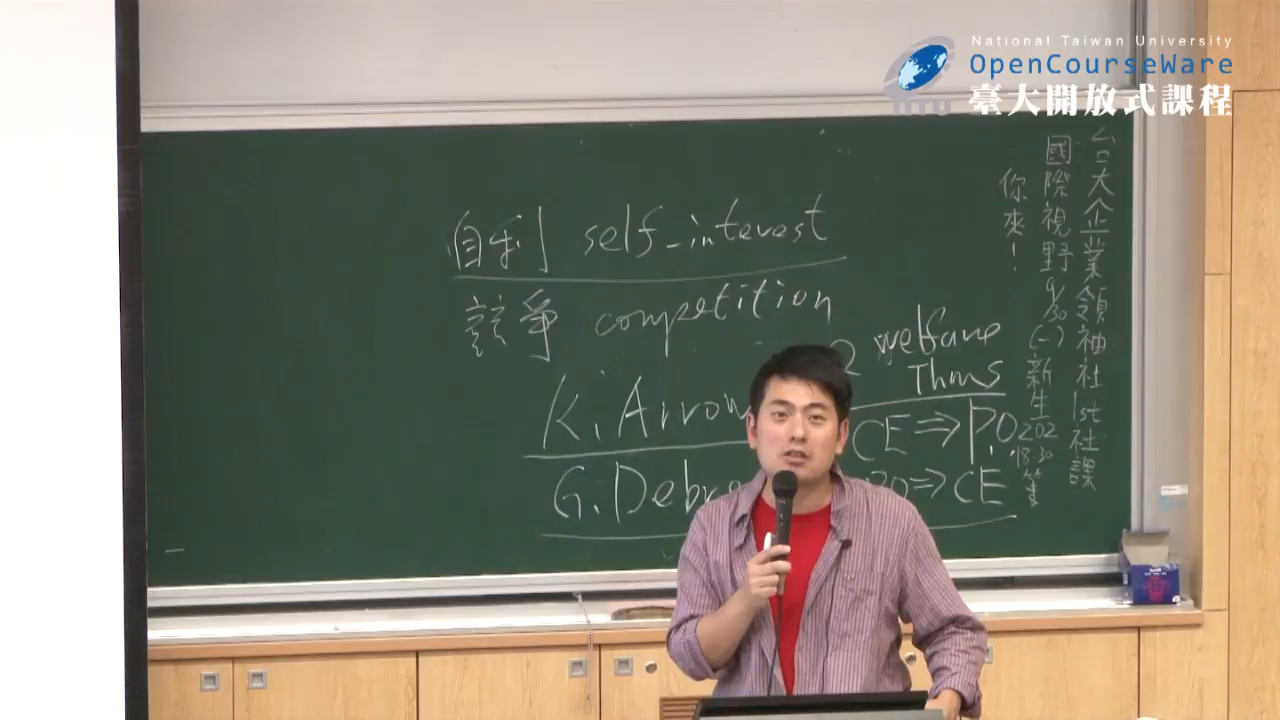 National Taiwan University
OpenCourseWare
臺大開放式課程
自利 self-interest
競爭 competition
2 welfare
Thms
K. Arrow
CE ⇒ P.O.
G. Debre
PO ⇒ CE
台大企業領袖社 1st 社課
國際視野 9/30 (一) 新生202 18:30
你來!